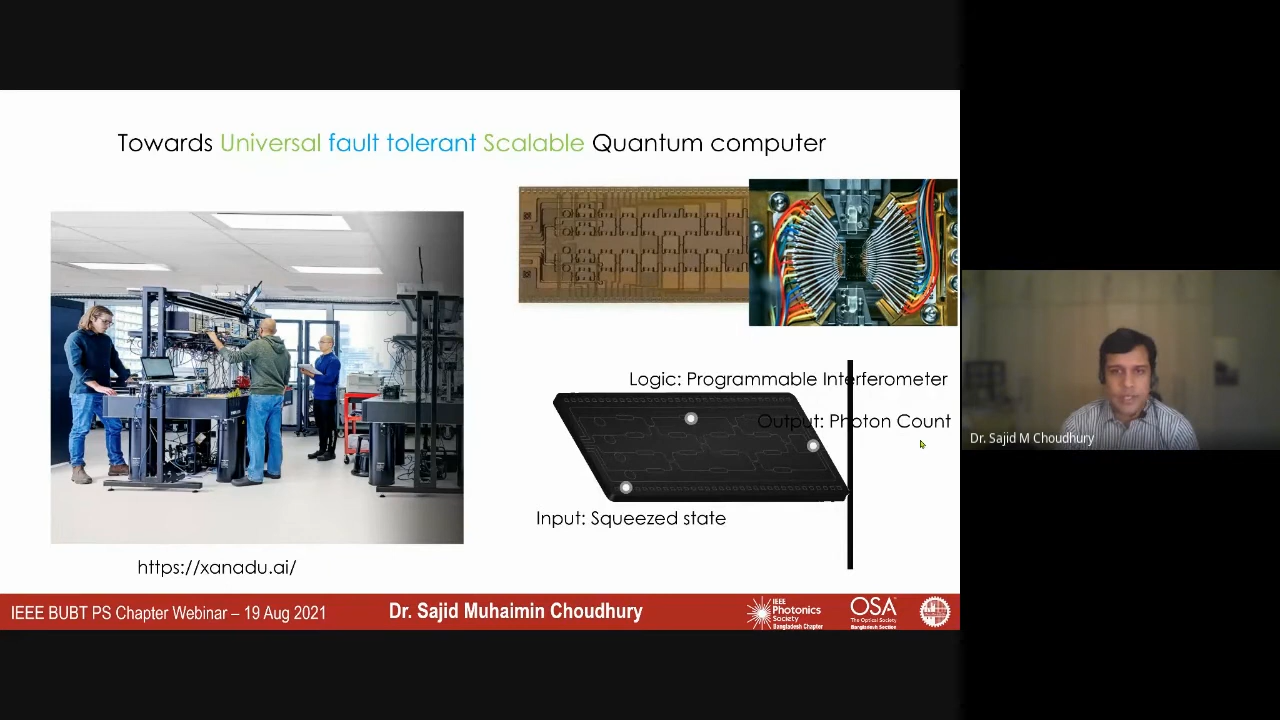 Towards Universal fault tolerant Scalable Quantum computer
Logic: Programmable Interferometer
Output: Photon Count
Input: Squeezed state
https://xanadu.ai/
Dr. Sajid M Choudhury
IEEE BUBT PS Chapter Webinar – 19 Aug 2021
Dr. Sajid Muhaimin Choudhury
IEEE
Photonics
Society
Bangladesh Chapter
OSA
The Optical Society
Bangladesh Section